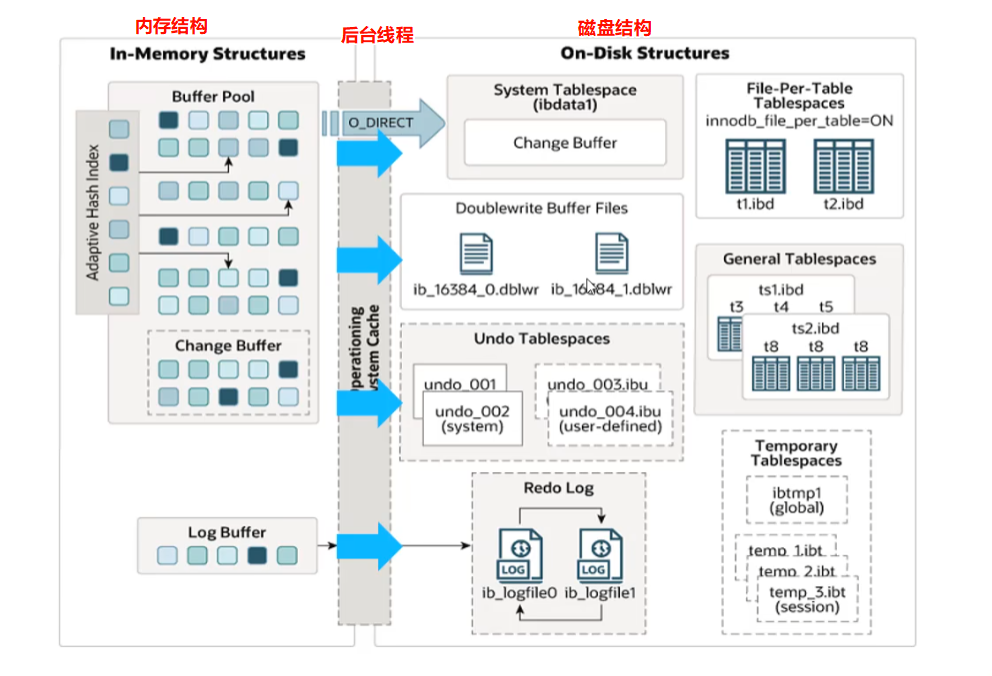 内存结构
后台线程
磁盘结构
In-Memory Structures
On-Disk Structures
Buffer Pool
Adaptive Hash Index
Change Buffer
Log Buffer
O_DIRECT
System Cache
System Tablespace
(ibdata1)
Change Buffer
Doublewrite Buffer Files
ib_16384_0.dblwr
ib_16384_1.dblwr
Undo Tablespaces
undo_001
undo_002
(system)
undo_003.ibu
undo_004.ibu
(user-defined)
Redo Log
LOG
LOG
ib_logfile0
ib_logfile1
File-Per-Table
Tablespaces
innodb_file_per_table=ON
t1.ibd
t2.ibd
General Tablespaces
ts1.ibd
t3
t4
t5
ts2.ibd
t8
t8
t8
Temporary
Tablespaces
ibtmp1
(global)
temp_1.ibt
temp_2.ibt
temp_3.ibt
(session)